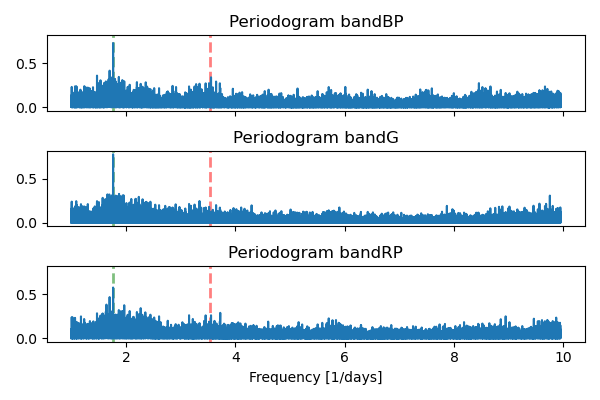 Periodogram bandBP
0.5
0.0
Periodogram bandG
0.5
0.0
Periodogram bandRP
0.5
0.0
2 4 6 8 10
Frequency [1/days]